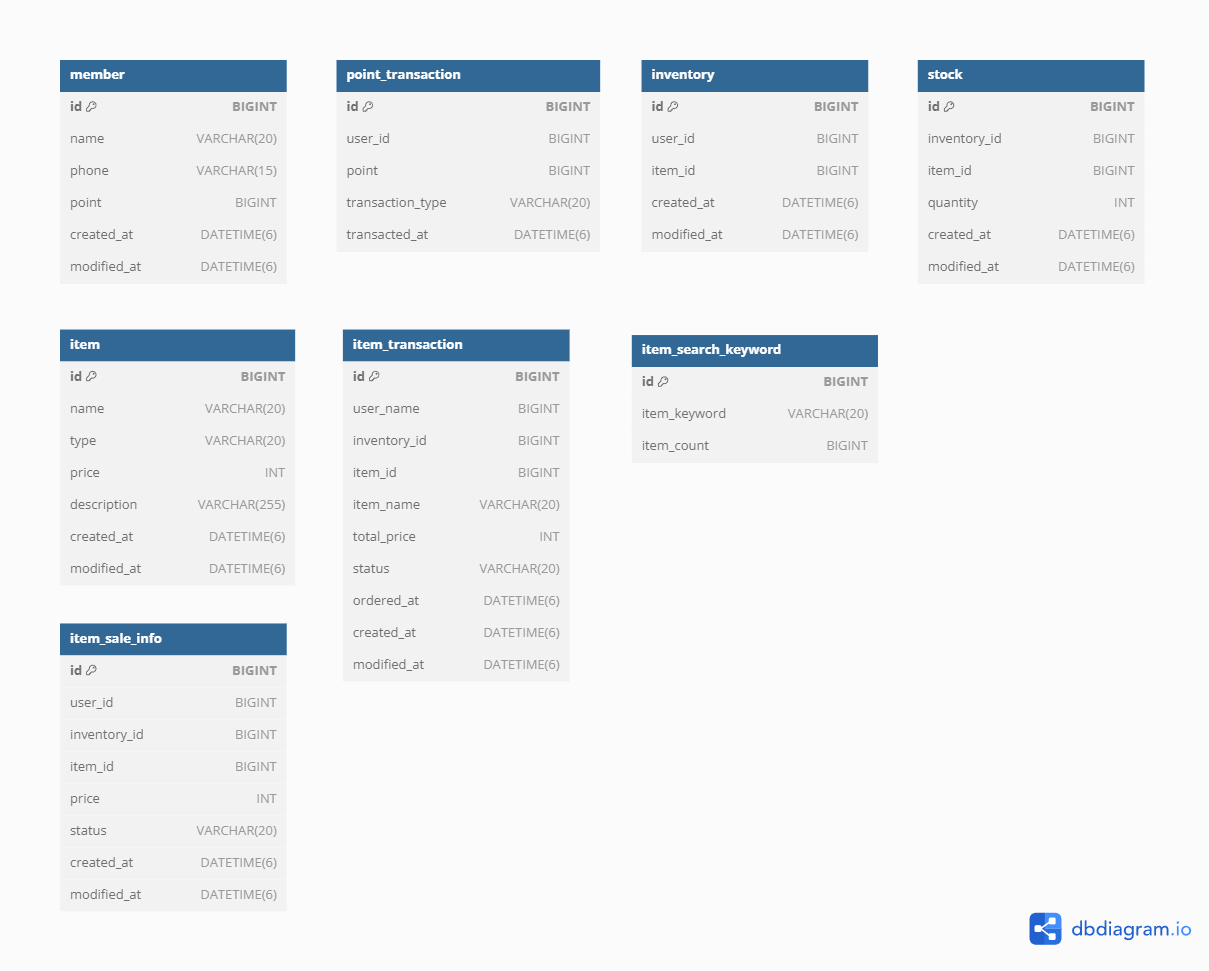 member
id BIGINT
name VARCHAR(20)
phone VARCHAR(15)
point BIGINT
created_at DATETIME(6)
modified_at DATETIME(6)
point_transaction
id BIGINT
user_id BIGINT
point BIGINT
transaction_type VARCHAR(20)
transacted_at DATETIME(6)
inventory
id BIGINT
user_id BIGINT
item_id BIGINT
created_at DATETIME(6)
modified_at DATETIME(6)
stock
id BIGINT
inventory_id BIGINT
item_id BIGINT
quantity INT
created_at DATETIME(6)
modified_at DATETIME(6)
item
id BIGINT
name VARCHAR(20)
type VARCHAR(20)
price INT
description VARCHAR(255)
created_at DATETIME(6)
modified_at DATETIME(6)
item_transaction
id BIGINT
user_name BIGINT
inventory_id BIGINT
item_id BIGINT
item_name VARCHAR(20)
total_price INT
status VARCHAR(20)
ordered_at DATETIME(6)
created_at DATETIME(6)
modified_at DATETIME(6)
item_search_keyword
id BIGINT
item_keyword VARCHAR(20)
item_count BIGINT
item_sale_info
id BIGINT
user_id BIGINT
inventory_id BIGINT
item_id BIGINT
price INT
status VARCHAR(20)
created_at DATETIME(6)
modified_at DATETIME(6)
dbdiagram.io